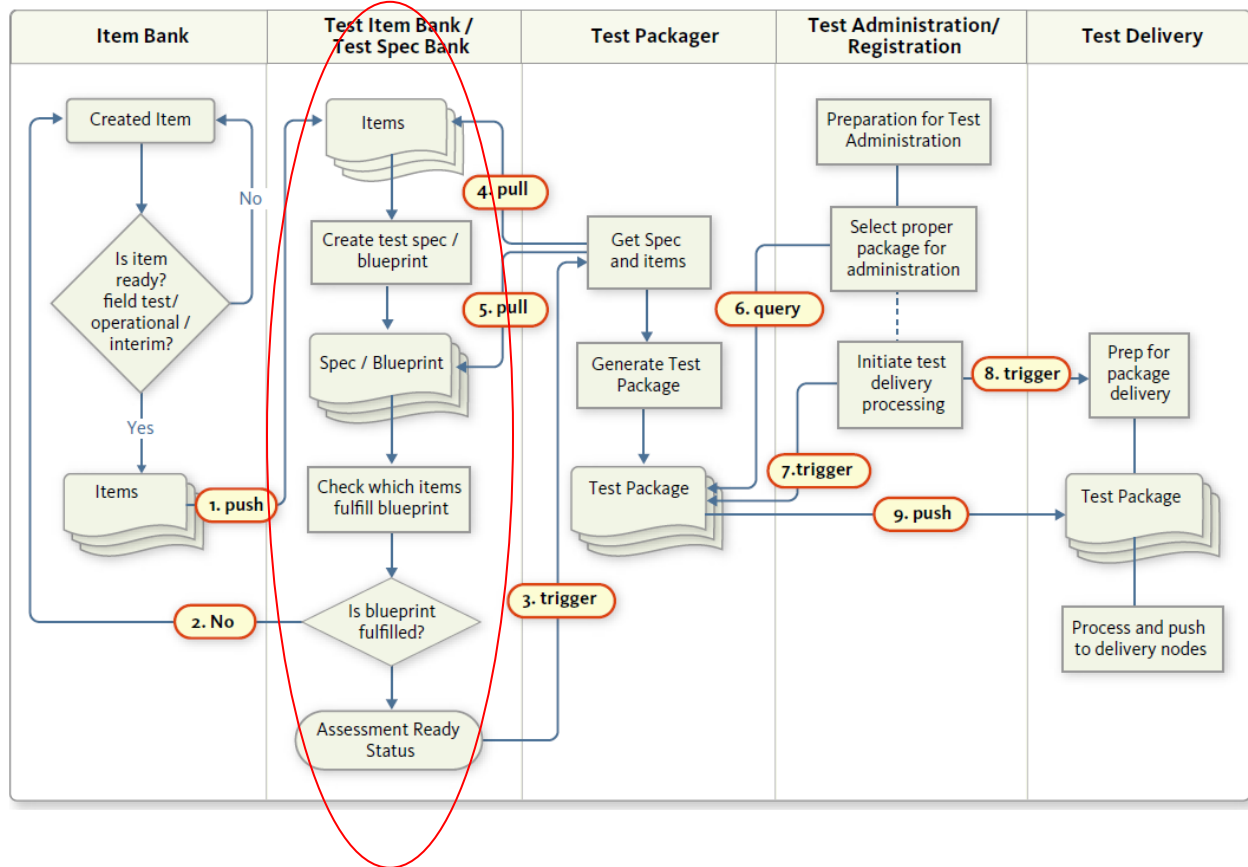 Item Bank
Test Item Bank /
Test Spec Bank
Test Packager
Test Administration/
Registration
Test Delivery
Created Item
No
Is item
ready?
field test/
operational /
interim?
Yes
Items
1. push
Items
Create test spec /
blueprint
Spec / Blueprint
Check which items
fulfill blueprint
Is blueprint
fulfilled?
2. No
Assessment Ready
Status
3. trigger
4. pull
5. pull
Get Spec
and items
Generate Test
Package
Test Package
Preparation for Test
Administration
Select proper
package for
administration
6. query
Initiate test
delivery
processing
7.trigger
8. trigger
9. push
Prep for
package
delivery
Test Package
Process and push
to delivery nodes